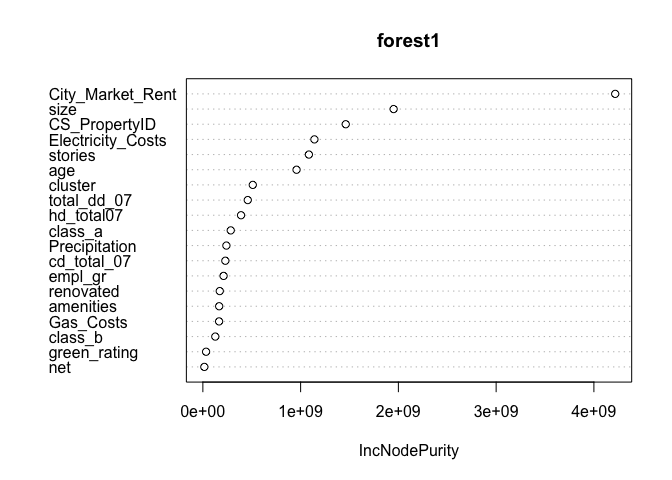 forest1
City_Market_Rent
size
CS_PropertyID
Electricity_Costs
stories
age
cluster
total_dd_07
hd_total07
class_a
Precipitation
cd_total_07
empl_gr
renovated
amenities
Gas_Costs
class_b
green_rating
net
0e+00 1e+09 2e+09 3e+09 4e+09
IncNodePurity